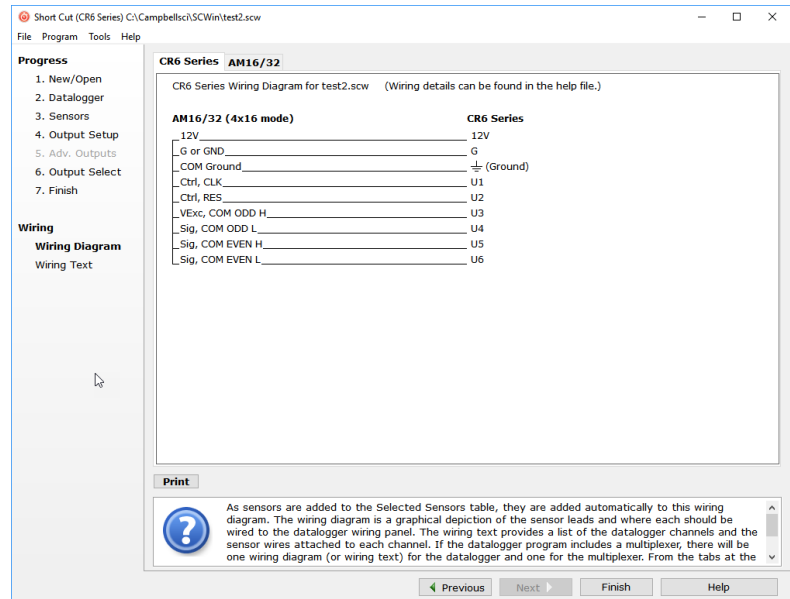 Short Cut (CR6 Series) C:\Campbellsci\SCWin\test2.scw
File Program Tools Help
Progress
1. New/Open
2. Datalogger
3. Sensors
4. Output Setup
5. Adv. Outputs
6. Output Select
7. Finish
Wiring
Wiring Diagram
Wiring Text
CR6 Series AM16/32
CR6 Series Wiring Diagram for test2.scw (Wiring details can be found in the help file.)
AM16/32 (4x16 mode) CR6 Series
12V 12V
G or GND G
COM Ground (Ground)
Ctrl, CLK U1
Ctrl, RES U2
VExc, COM ODD H U3
Sig, COM ODD L U4
Sig, COM EVEN H U5
Sig, COM EVEN L U6
Print
?
As sensors are added to the Selected Sensors table, they are added automatically to this wiring
diagram. The wiring diagram is a graphical depiction of the sensor leads and where each should be
wired to the datalogger wiring panel. The wiring text provides a list of the datalogger channels and the
sensor wires attached to each channel. If the datalogger program includes a multiplexer, there will be
one wiring diagram (or wiring text) for the datalogger and one for the multiplexer. From the tabs at the
Previous Next Finish Help